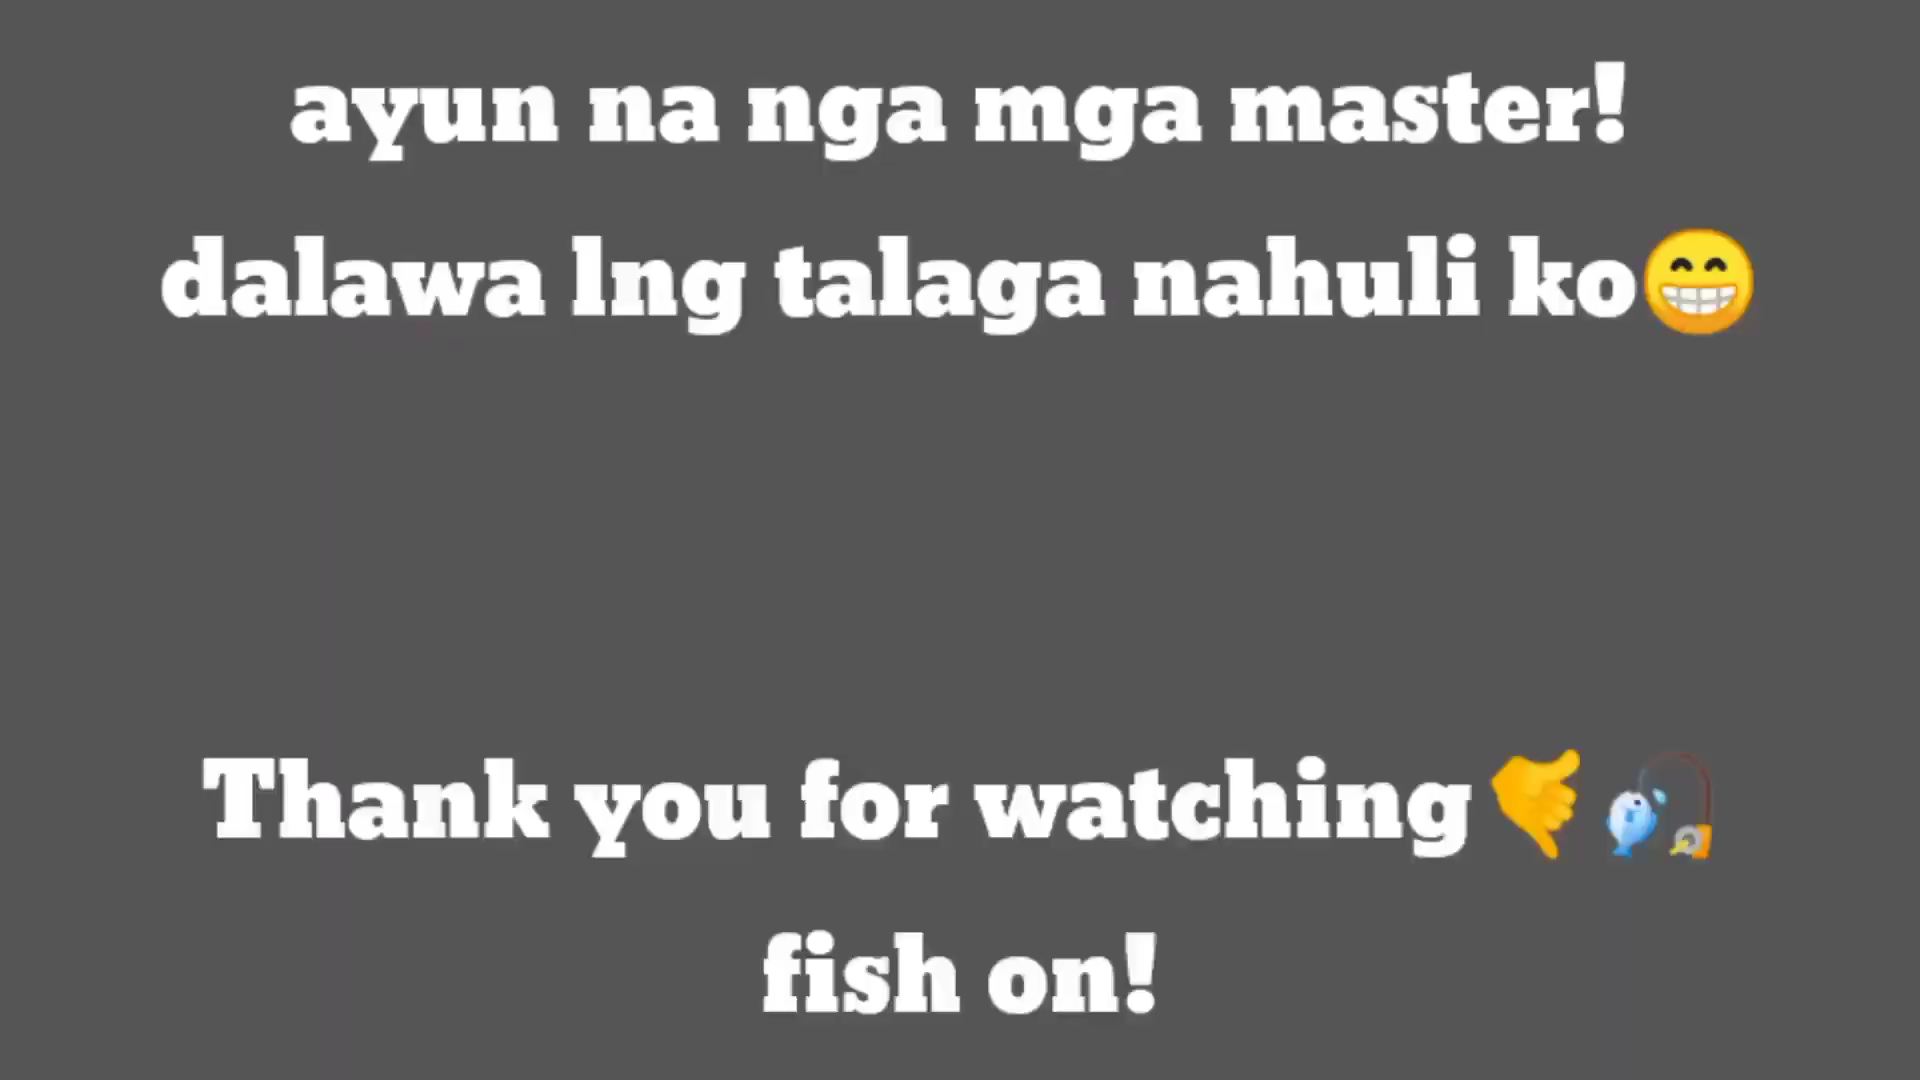 ayun na nga mga master!
dalawa lng talaga nahuli ko😁
Thank you for watching🤙🎣
fish on!